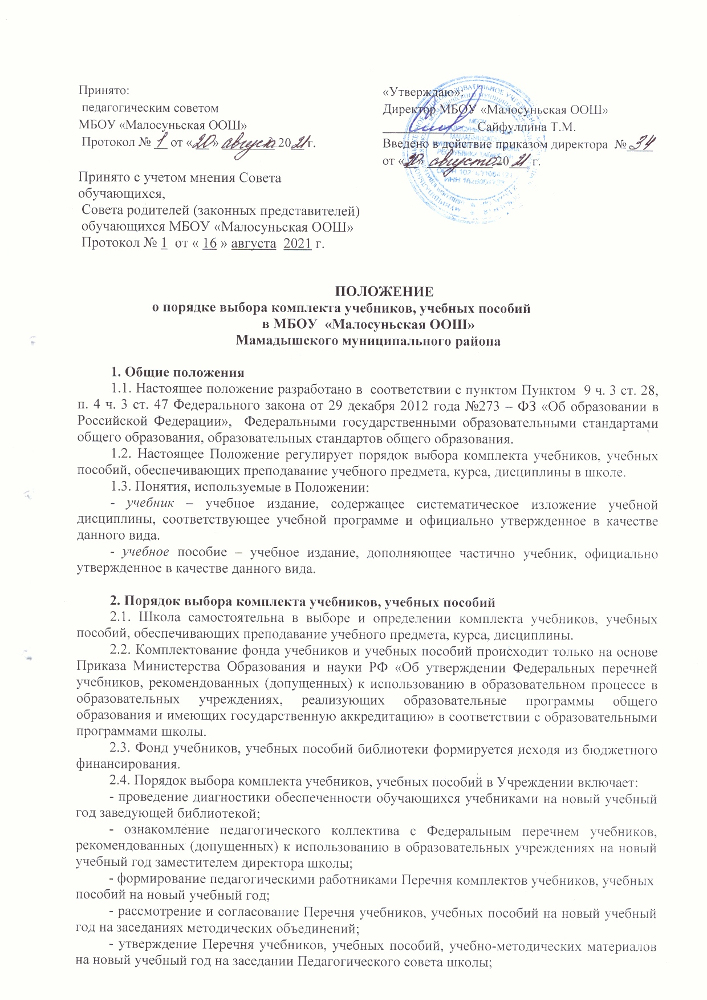 Принято:
педагогическим советом
МБОУ «Малосуньская ООШ»
Протокол № 1 от «20» августа 2021 г.
Принято с учетом мнения Совета
обучающихся,
Совета родителей (законных представителей)
обучающихся МБОУ «Малосуньская ООШ»
Протокол № 1 от « 16 » августа 2021 г.
«Утверждаю»:
Директор МБОУ «Малосуньская ООШ»
Сайфуллина Т.М.
Введено в действие приказом директора № 34
от «20» августа 2021 г.
ПОЛОЖЕНИЕ
о порядке выбора комплекта учебников, учебных пособий
в МБОУ «Малосуньская ООШ»
Мамадышского муниципального района
1. Общие положения
1.1. Настоящее положение разработано в соответствии с пунктом Пунктом 9 ч. 3 ст. 28,
п. 4 ч. 3 ст. 47 Федерального закона от 29 декабря 2012 года №273 – ФЗ «Об образовании в
Российской Федерации», Федеральными государственными образовательными стандартами
общего образования, образовательных стандартов общего образования.
1.2. Настоящее Положение регулирует порядок выбора комплекта учебников, учебных
пособий, обеспечивающих преподавание учебного предмета, курса, дисциплины в школе.
1.3. Понятия, используемые в Положении:
- учебник – учебное издание, содержащее систематическое изложение учебной
дисциплины, соответствующее учебной программе и официально утвержденное в качестве
данного вида.
- учебное пособие – учебное издание, дополняющее частично учебник, официально
утвержденное в качестве данного вида.
2. Порядок выбора комплекта учебников, учебных пособий
2.1. Школа самостоятельна в выборе и определении комплекта учебников, учебных
пособий, обеспечивающих преподавание учебного предмета, курса, дисциплины.
2.2. Комплектование фонда учебников и учебных пособий происходит только на основе
Приказа Министерства Образования и науки РФ «Об утверждении Федеральных перечней
учебников, рекомендованных (допущенных) к использованию в образовательном процессе в
образовательных учреждениях, реализующих образовательные программы общего
образования и имеющих государственную аккредитацию» в соответствии с образовательными
программами школы.
2.3. Фонд учебников, учебных пособий библиотеки формируется исходя из бюджетного
финансирования.
2.4. Порядок выбора комплекта учебников, учебных пособий в Учреждении включает:
- проведение диагностики обеспеченности обучающихся учебниками на новый учебный
год заведующей библиотекой;
- ознакомление педагогического коллектива с Федеральным перечнем учебников,
рекомендованных (допущенных) к использованию в образовательных учреждениях на новый
учебный год заместителем директора школы;
- формирование педагогическими работниками Перечня комплектов учебников, учебных
пособий на новый учебный год;
- рассмотрение и согласование Перечня учебников, учебных пособий на новый учебный
год на заседаниях методических объединений;
- утверждение Перечня учебников, учебных пособий, учебно-методических материалов
на новый учебный год на заседании Педагогического совета школы;